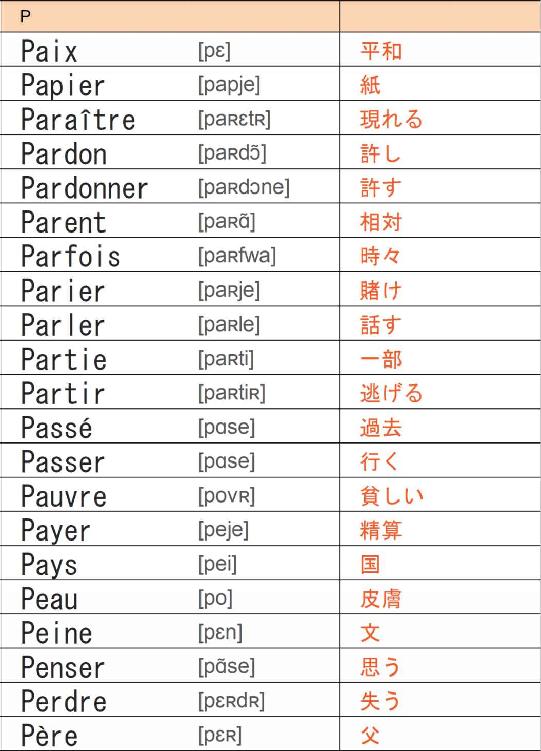 P
Paix [pɛ] 平和
Papier [papje] 紙
Paraître [paʀɛtʀ] 現れる
Pardon [paʀdɔ̃] 許し
Pardonner [paʀdɔne] 許す
Parent [paʀɑ̃] 相対
Parfois [paʀfwa] 時々
Parier [paʀje] 賭け
Parler [paʀle] 話す
Partie [paʀti] 一部
Partir [paʀtiʀ] 逃げる
Passé [pɑse] 過去
Passer [pɑse] 行く
Pauvre [povʀ] 貧しい
Payer [peje] 精算
Pays [pei] 国
Peau [po] 皮膚
Peine [pɛn] 文
Penser [pɑ̃se] 思う
Perdre [pɛʀdʀ] 失う
Père [pɛʀ] 父